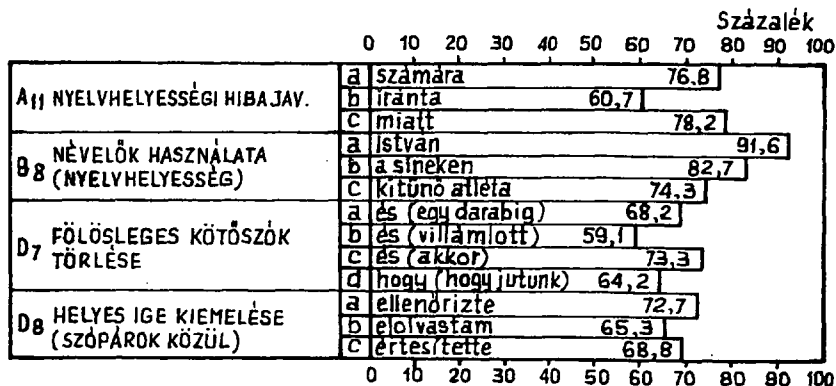 Százalék
0 10 20 30 40 50 60 70 80 90 100
A11 NYELVHELYESSÉGI HIBAJAV.
a számára 76.8
b iránta 60,7
c miatt 78,2
B8 NÉVELŐK HASZNÁLATA
(NYELVHELYESSÉG)
a István 91,6
b a síneken 82,7
c kitűnő atléta 74,3
D7 FÖLÖSLEGES KÖTŐSZÓK
TÖRLÉSE
a és (egy darabig) 68,2
b és (villámlott) 59,1
c és (akkor) 73,3
d hogy (hogy jutunk) 64,2
D8 HELYES IGE KIEMELÉSE
(SZÓPÁROK KÖZÜL)
a ellenőrizte 72,7
b elolvastam 65,3
c értesítette 68,8
0 10 20 30 40 50 60 70 80 90 100